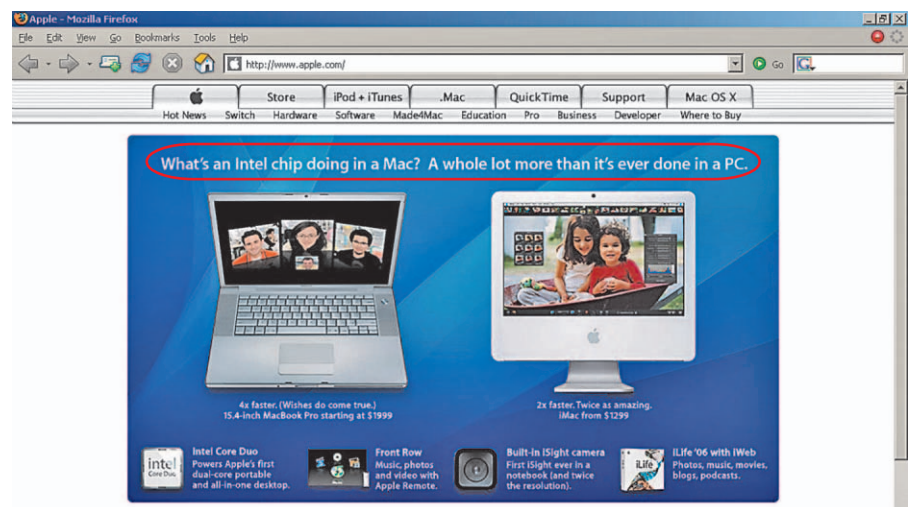 Apple - Mozilla Firefox
File Edit View Go Bookmarks Tools Help
http://www.apple.com/ Go G
Store iPod + iTunes .Mac QuickTime Support Mac OS X
Hot News Switch Hardware Software Made4Mac Education Pro Business Developer Where to Buy
What's an Intel chip doing in a Mac? A whole lot more than it's ever done in a PC.
4x faster. (Wishes do come true.)
15.4-inch MacBook Pro starting at $1999
2x faster. Twice as amazing.
iMac from $1299
intel
Core Duo
Intel Core Duo
Powers Apple's first
dual-core portable
and all-in-one desktop.
Front Row
Music, photos
and video with
Apple Remote.
Built-in iSight camera
First iSight ever in a
notebook (and twice
the resolution).
iLife
iLife '06 with iWeb
Photos, music, movies,
blogs, podcasts.